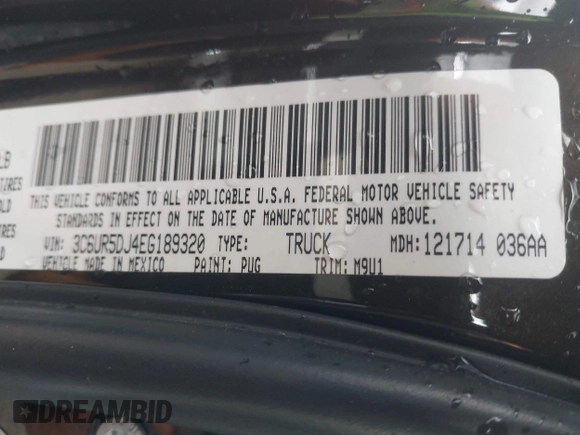 LB
IRES
OLD
IRES
LD
THIS VEHICLE CONFORMS TO ALL APPLICABLE U.S.A. FEDERAL MOTOR VEHICLE SAFETY
STANDARDS IN EFFECT ON THE DATE OF MANUFACTURE SHOWN ABOVE.
VIN: 3C6UR5DJ4EG189320 TYPE: TRUCK MDH: 121714 036AA
VEHICLE MADE IN MEXICO PAINT: PUG TRIM: M9U1
DREAMBID